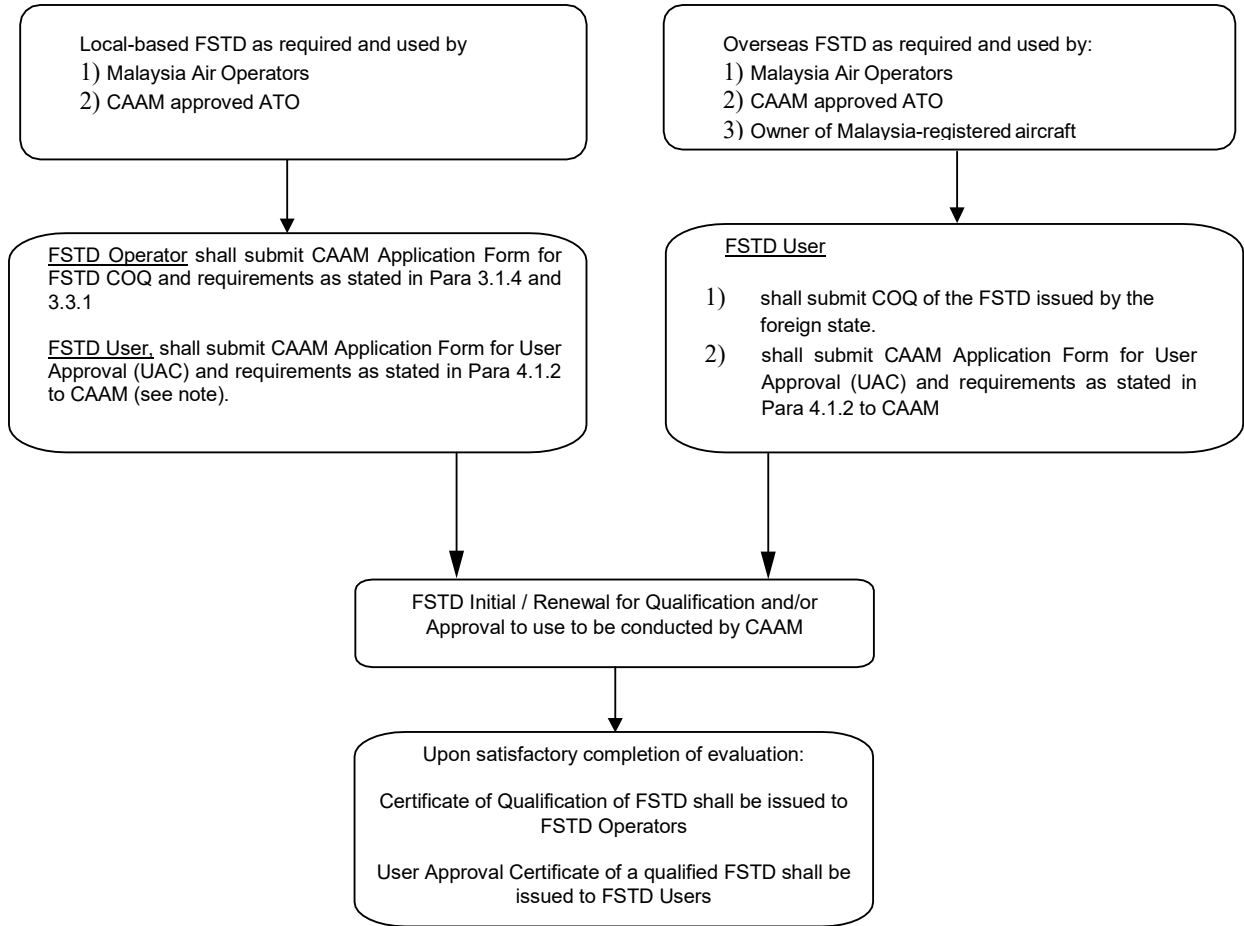 Local-based FSTD as required and used by
1) Malaysia Air Operators
2) CAAM approved ATO
Overseas FSTD as required and used by:
1) Malaysia Air Operators
2) CAAM approved ATO
3) Owner of Malaysia-registered aircraft
FSTD Operator shall submit CAAM Application Form for
FSTD COQ and requirements as stated in Para 3.1.4 and
3.3.1
FSTD User, shall submit CAAM Application Form for User
Approval (UAC) and requirements as stated in Para 4.1.2
to CAAM (see note).
FSTD User
1) shall submit COQ of the FSTD issued by the
foreign state.
2) shall submit CAAM Application Form for User
Approval (UAC) and requirements as stated in
Para 4.1.2 to CAAM
FSTD Initial / Renewal for Qualification and/or
Approval to use to be conducted by CAAM
Upon satisfactory completion of evaluation:
Certificate of Qualification of FSTD shall be issued to
FSTD Operators
User Approval Certificate of a qualified FSTD shall be
issued to FSTD Users